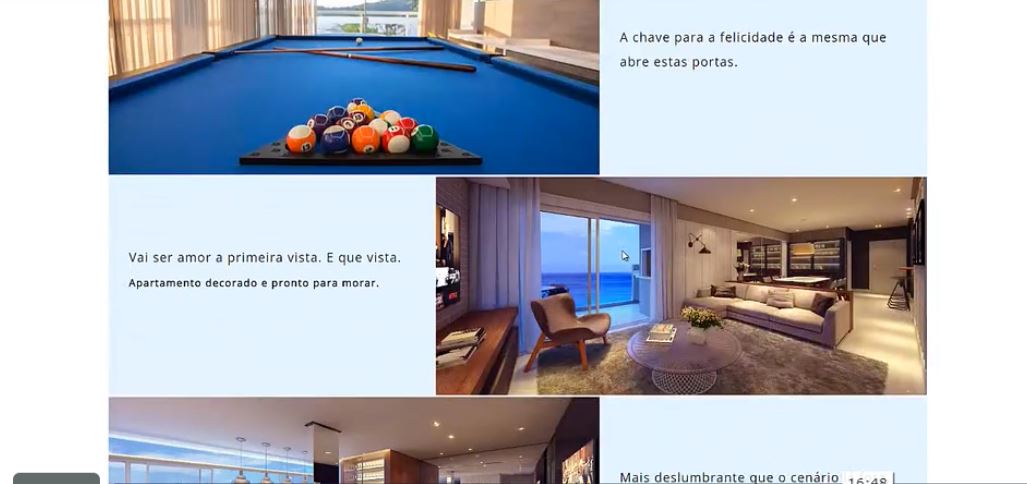 A chave para a felicidade é a mesma que
abre estas portas.
Vai ser amor a primeira vista. E que vista.
Apartamento decorado e pronto para morar.
NETFLIX
Mais deslumbrante que o cenário
16:48